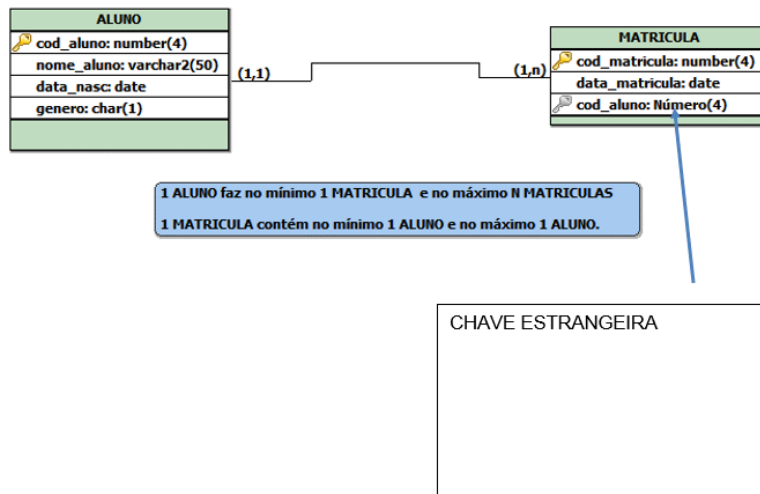 ALUNO
cod_aluno: number(4)
nome_aluno: varchar2(50)
data_nasc: date
genero: char(1)
(1,1)
(1,n)
MATRICULA
cod_matricula: number(4)
data_matricula: date
cod_aluno: Número(4)
1 ALUNO faz no mínimo 1 MATRICULA e no máximo N MATRICULAS
1 MATRICULA contém no mínimo 1 ALUNO e no máximo 1 ALUNO.
CHAVE ESTRANGEIRA